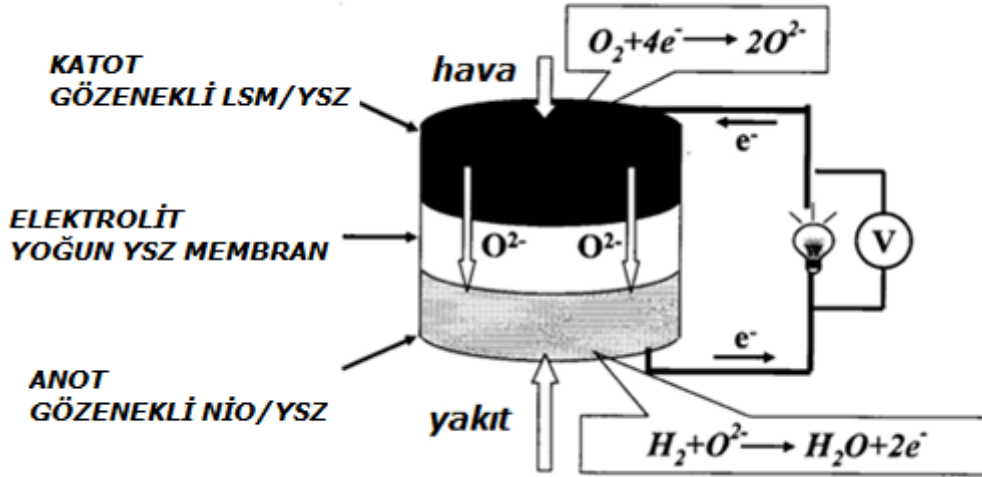 KATOT
GÖZENEKLİ LSM/YSZ
hava
O₂+4e⁻ → 2O²⁻
e⁻
ELEKTROLİT
YOĞUN YSZ MEMBRAN
O²⁻ O²⁻
V
e⁻
ANOT
GÖZENEKLİ NİO/YSZ
yakıt
H₂+O²⁻ → H₂O+2e⁻